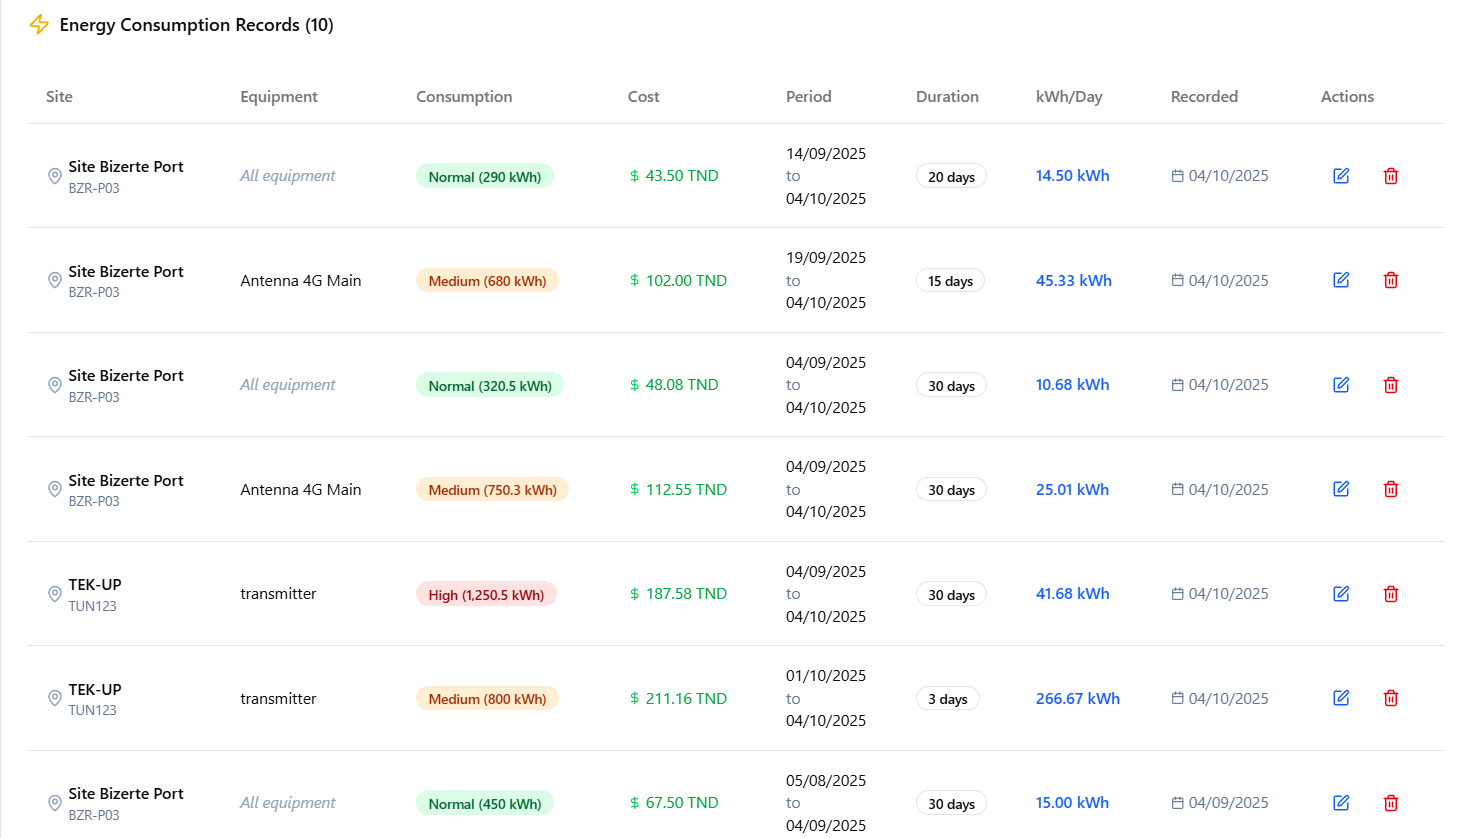 Energy Consumption Records (10)
Site Equipment Consumption Cost Period Duration kWh/Day Recorded Actions
Site Bizerte Port
BZR-P03
All equipment
Normal (290 kWh)
$ 43.50 TND
14/09/2025
to
04/10/2025
20 days
14.50 kWh
04/10/2025
Site Bizerte Port
BZR-P03
Antenna 4G Main
Medium (680 kWh)
$ 102.00 TND
19/09/2025
to
04/10/2025
15 days
45.33 kWh
04/10/2025
Site Bizerte Port
BZR-P03
All equipment
Normal (320.5 kWh)
$ 48.08 TND
04/09/2025
to
04/10/2025
30 days
10.68 kWh
04/10/2025
Site Bizerte Port
BZR-P03
Antenna 4G Main
Medium (750.3 kWh)
$ 112.55 TND
04/09/2025
to
04/10/2025
30 days
25.01 kWh
04/10/2025
TEK-UP
TUN123
transmitter
High (1,250.5 kWh)
$ 187.58 TND
04/09/2025
to
04/10/2025
30 days
41.68 kWh
04/10/2025
TEK-UP
TUN123
transmitter
Medium (800 kWh)
$ 211.16 TND
01/10/2025
to
04/10/2025
3 days
266.67 kWh
04/10/2025
Site Bizerte Port
BZR-P03
All equipment
Normal (450 kWh)
$ 67.50 TND
05/08/2025
to
04/09/2025
30 days
15.00 kWh
04/09/2025